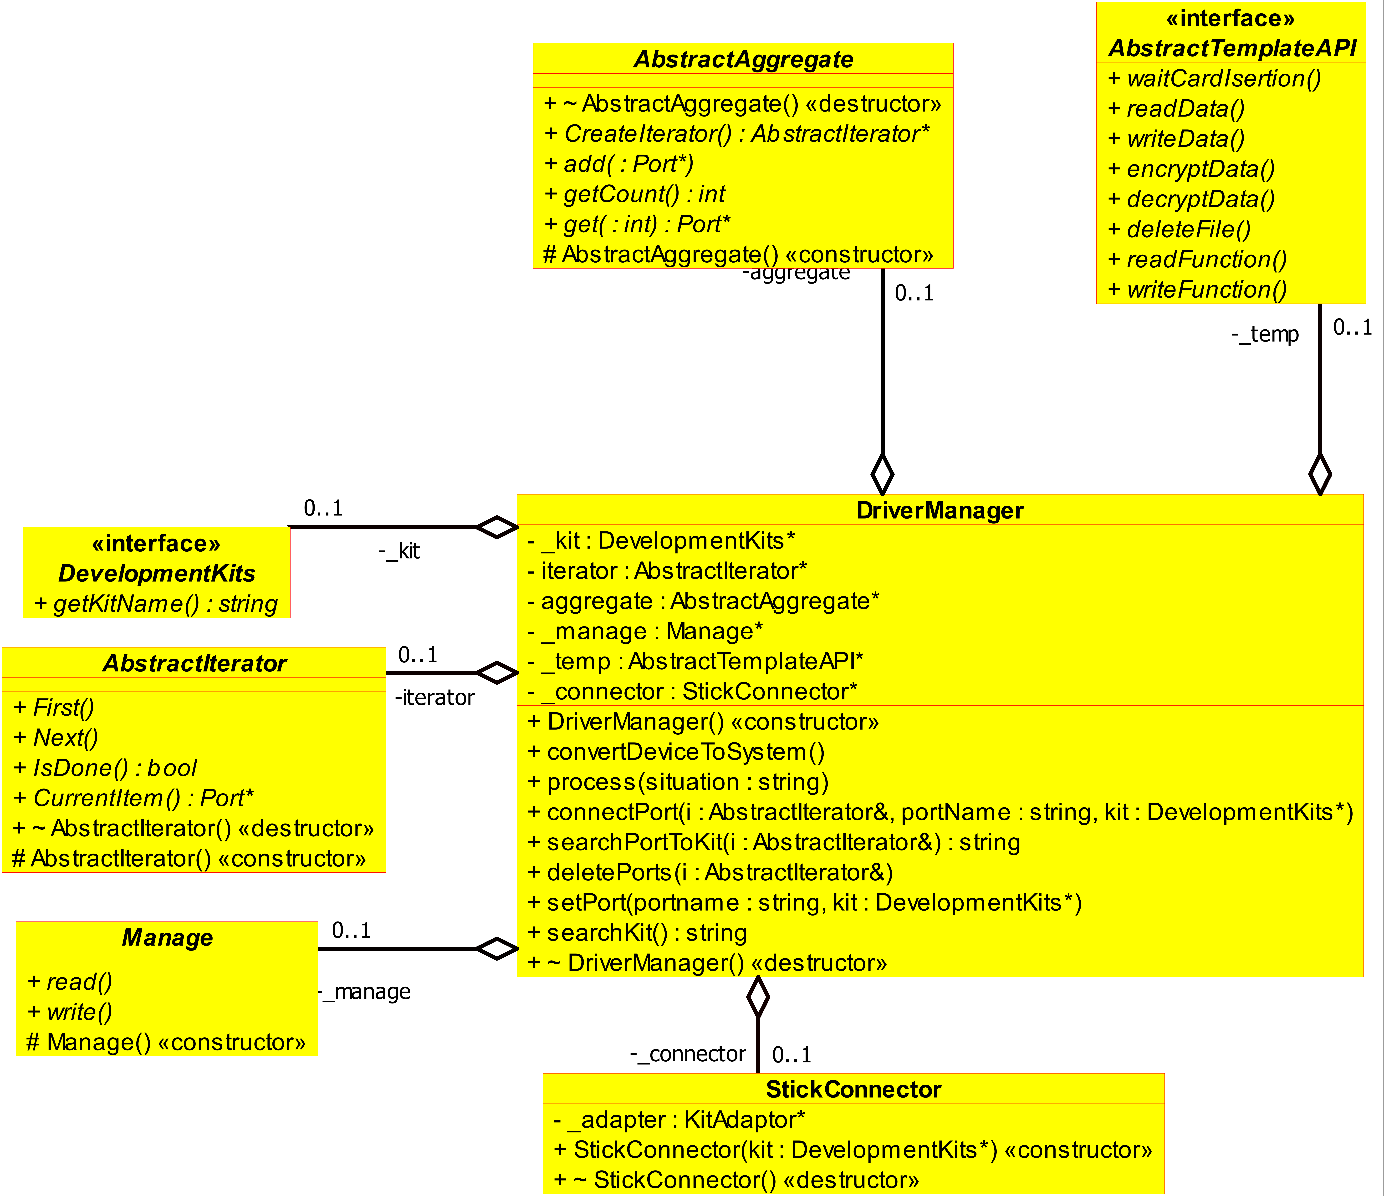 «interface»
AbstractTemplateAPI
+ waitCardIsertion()
+ readData()
+ writeData()
+ encryptData()
+ decryptData()
+ deleteFile()
+ readFunction()
+ writeFunction()
-_temp
0..1
AbstractAggregate
+ ~ AbstractAggregate() «destructor»
+ CreateIterator() : AbstractIterator*
+ add( : Port*)
+ getCount() : int
+ get( : int) : Port*
# AbstractAggregate() «constructor»
-aggregate
0..1
0..1
-_kit
«interface»
DevelopmentKits
+ getKitName() : string
AbstractIterator
+ First()
+ Next()
+ IsDone() : bool
+ CurrentItem() : Port*
+ ~ AbstractIterator() «destructor»
# AbstractIterator() «constructor»
0..1
-iterator
Manage
+ read()
+ write()
# Manage() «constructor»
0..1
-_manage
DriverManager
- _kit : DevelopmentKits*
- iterator : AbstractIterator*
- aggregate : AbstractAggregate*
- _manage : Manage*
- _temp : AbstractTemplateAPI*
- _connector : StickConnector*
+ DriverManager() «constructor»
+ convertDeviceToSystem()
+ process(situation : string)
+ connectPort(i : AbstractIterator&, portName : string, kit : DevelopmentKits*)
+ searchPortToKit(i : AbstractIterator&) : string
+ deletePorts(i : AbstractIterator&)
+ setPort(portname : string, kit : DevelopmentKits*)
+ searchKit() : string
+ ~ DriverManager() «destructor»
-_connector
0..1
StickConnector
- _adapter : KitAdaptor*
+ StickConnector(kit : DevelopmentKits*) «constructor»
+ ~ StickConnector() «destructor»